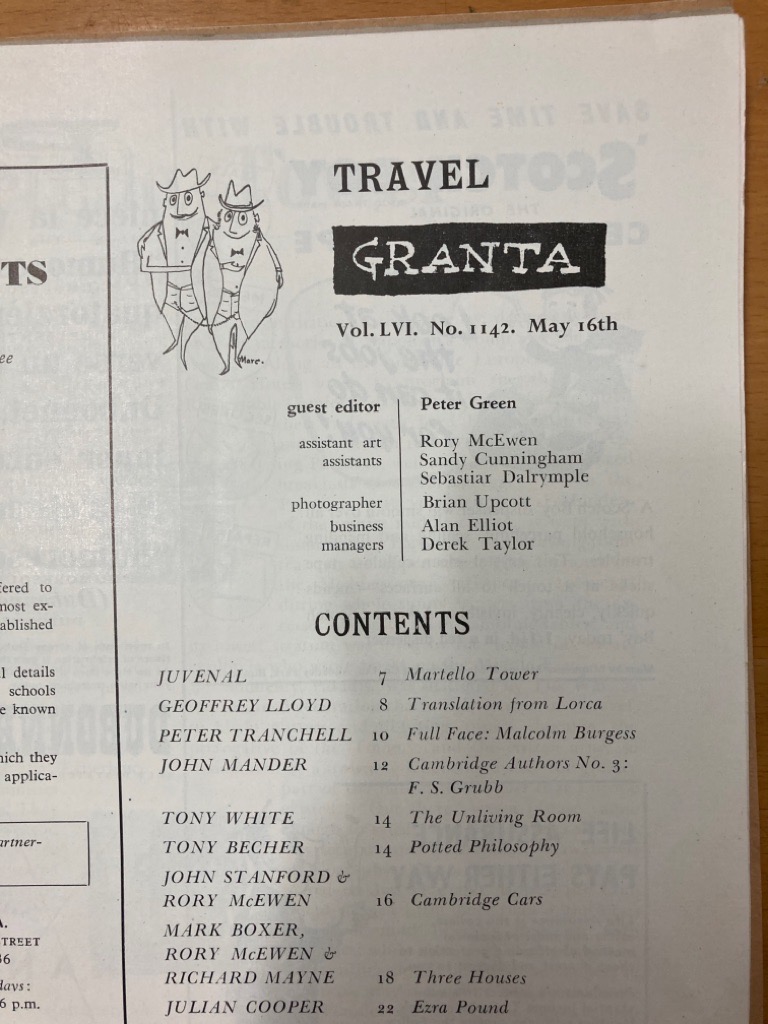 TS
ee
fered to
most ex-
ablished
l details
schools
e known
hich they
applica-
artner-
A.
TREET
36
days:
6 p.m.
TRAVEL
GRANTA
Vol. LVI. No. 1142. May 16th
Marc.
guest editor Peter Green
assistant art Rory McEwen
assistants Sandy Cunningham
Sebastiar Dalrymple
photographer Brian Upcott
business Alan Elliot
managers Derek Taylor
CONTENTS
JUVENAL 7 Martello Tower
GEOFFREY LLOYD 8 Translation from Lorca
PETER TRANCHELL 10 Full Face: Malcolm Burgess
JOHN MANDER 12 Cambridge Authors No. 3:
F. S. Grubb
TONY WHITE 14 The Unliving Room
TONY BECHER 14 Potted Philosophy
JOHN STANFORD &
RORY McEWEN 16 Cambridge Cars
MARK BOXER,
RORY McEWEN &
RICHARD MAYNE 18 Three Houses
JULIAN COOPER 22 Ezra Pound